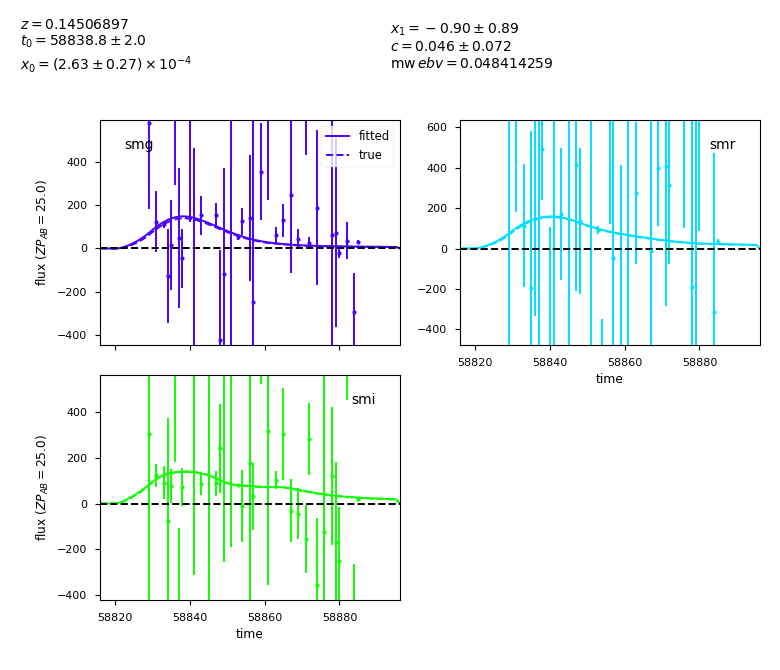 z = 0.14506897
t₀ = 58838.8 ± 2.0
x₀ = (2.63 ± 0.27) × 10⁻⁴
x₁ = −0.90 ± 0.89
c = 0.046 ± 0.072
mw ebv = 0.048414259
smg
fitted
true
400
200
0
−200
−400
flux (ZP_AB = 25.0)
smr
600
400
200
0
−200
−400
58820 58840 58860 58880
time
smi
400
200
0
−200
−400
flux (ZP_AB = 25.0)
58820 58840 58860 58880
time